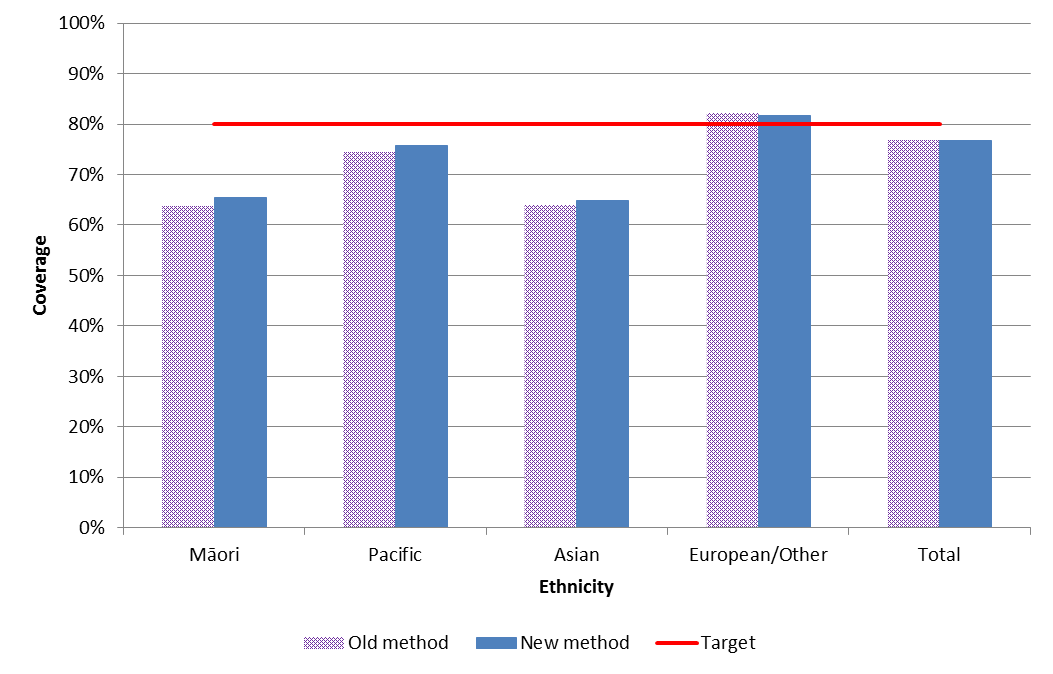 100%
90%
80%
70%
60%
50%
40%
30%
20%
10%
0%
Coverage
Māori Pacific Asian European/Other Total
Ethnicity
Old method New method Target